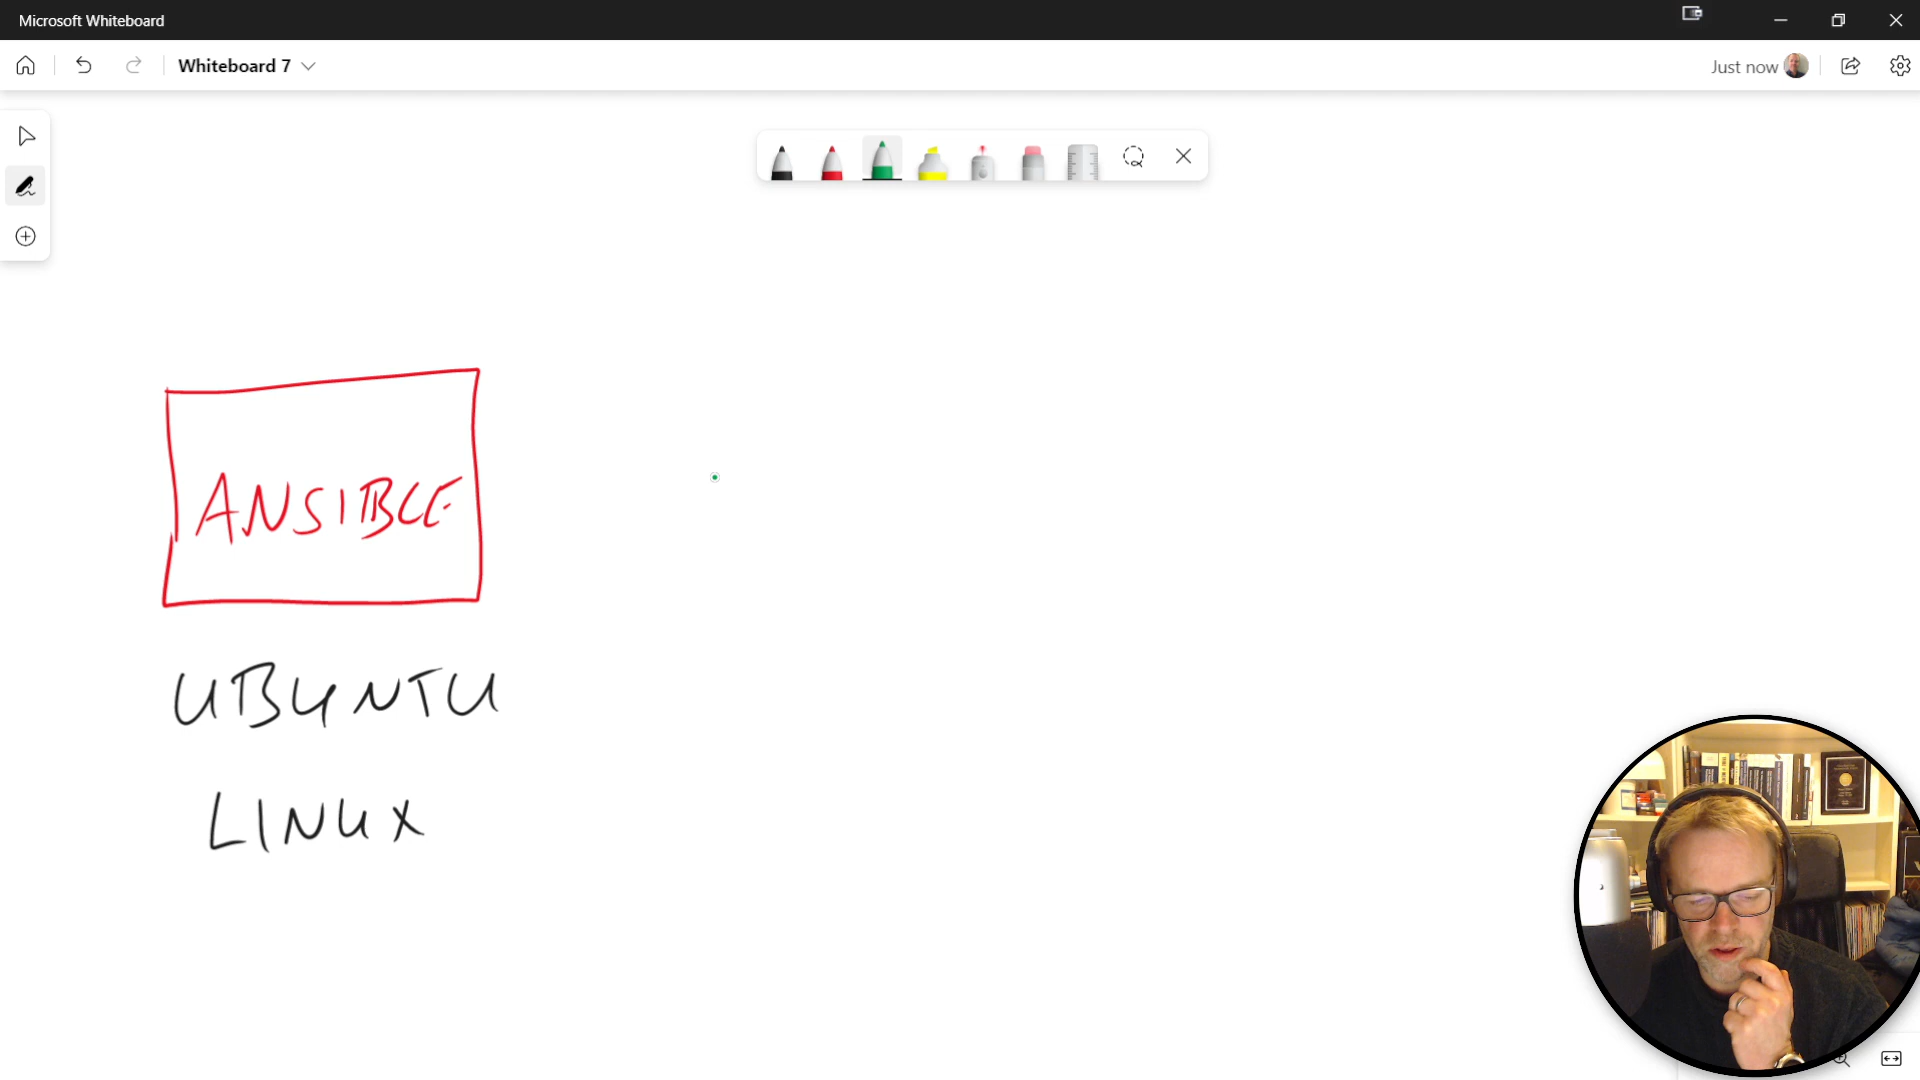 Microsoft Whiteboard
Whiteboard 7
Just now
ANSIBLE
UBUNTU
LINUX